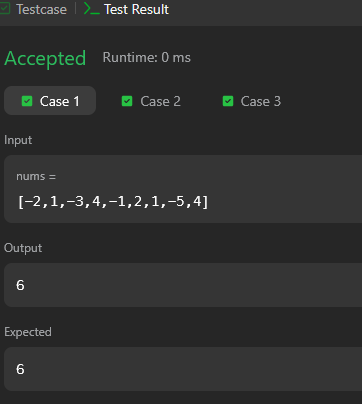 Testcase Test Result
Accepted Runtime: 0 ms
Case 1 Case 2 Case 3
Input
nums =
[-2,1,-3,4,-1,2,1,-5,4]
Output
6
Expected
6